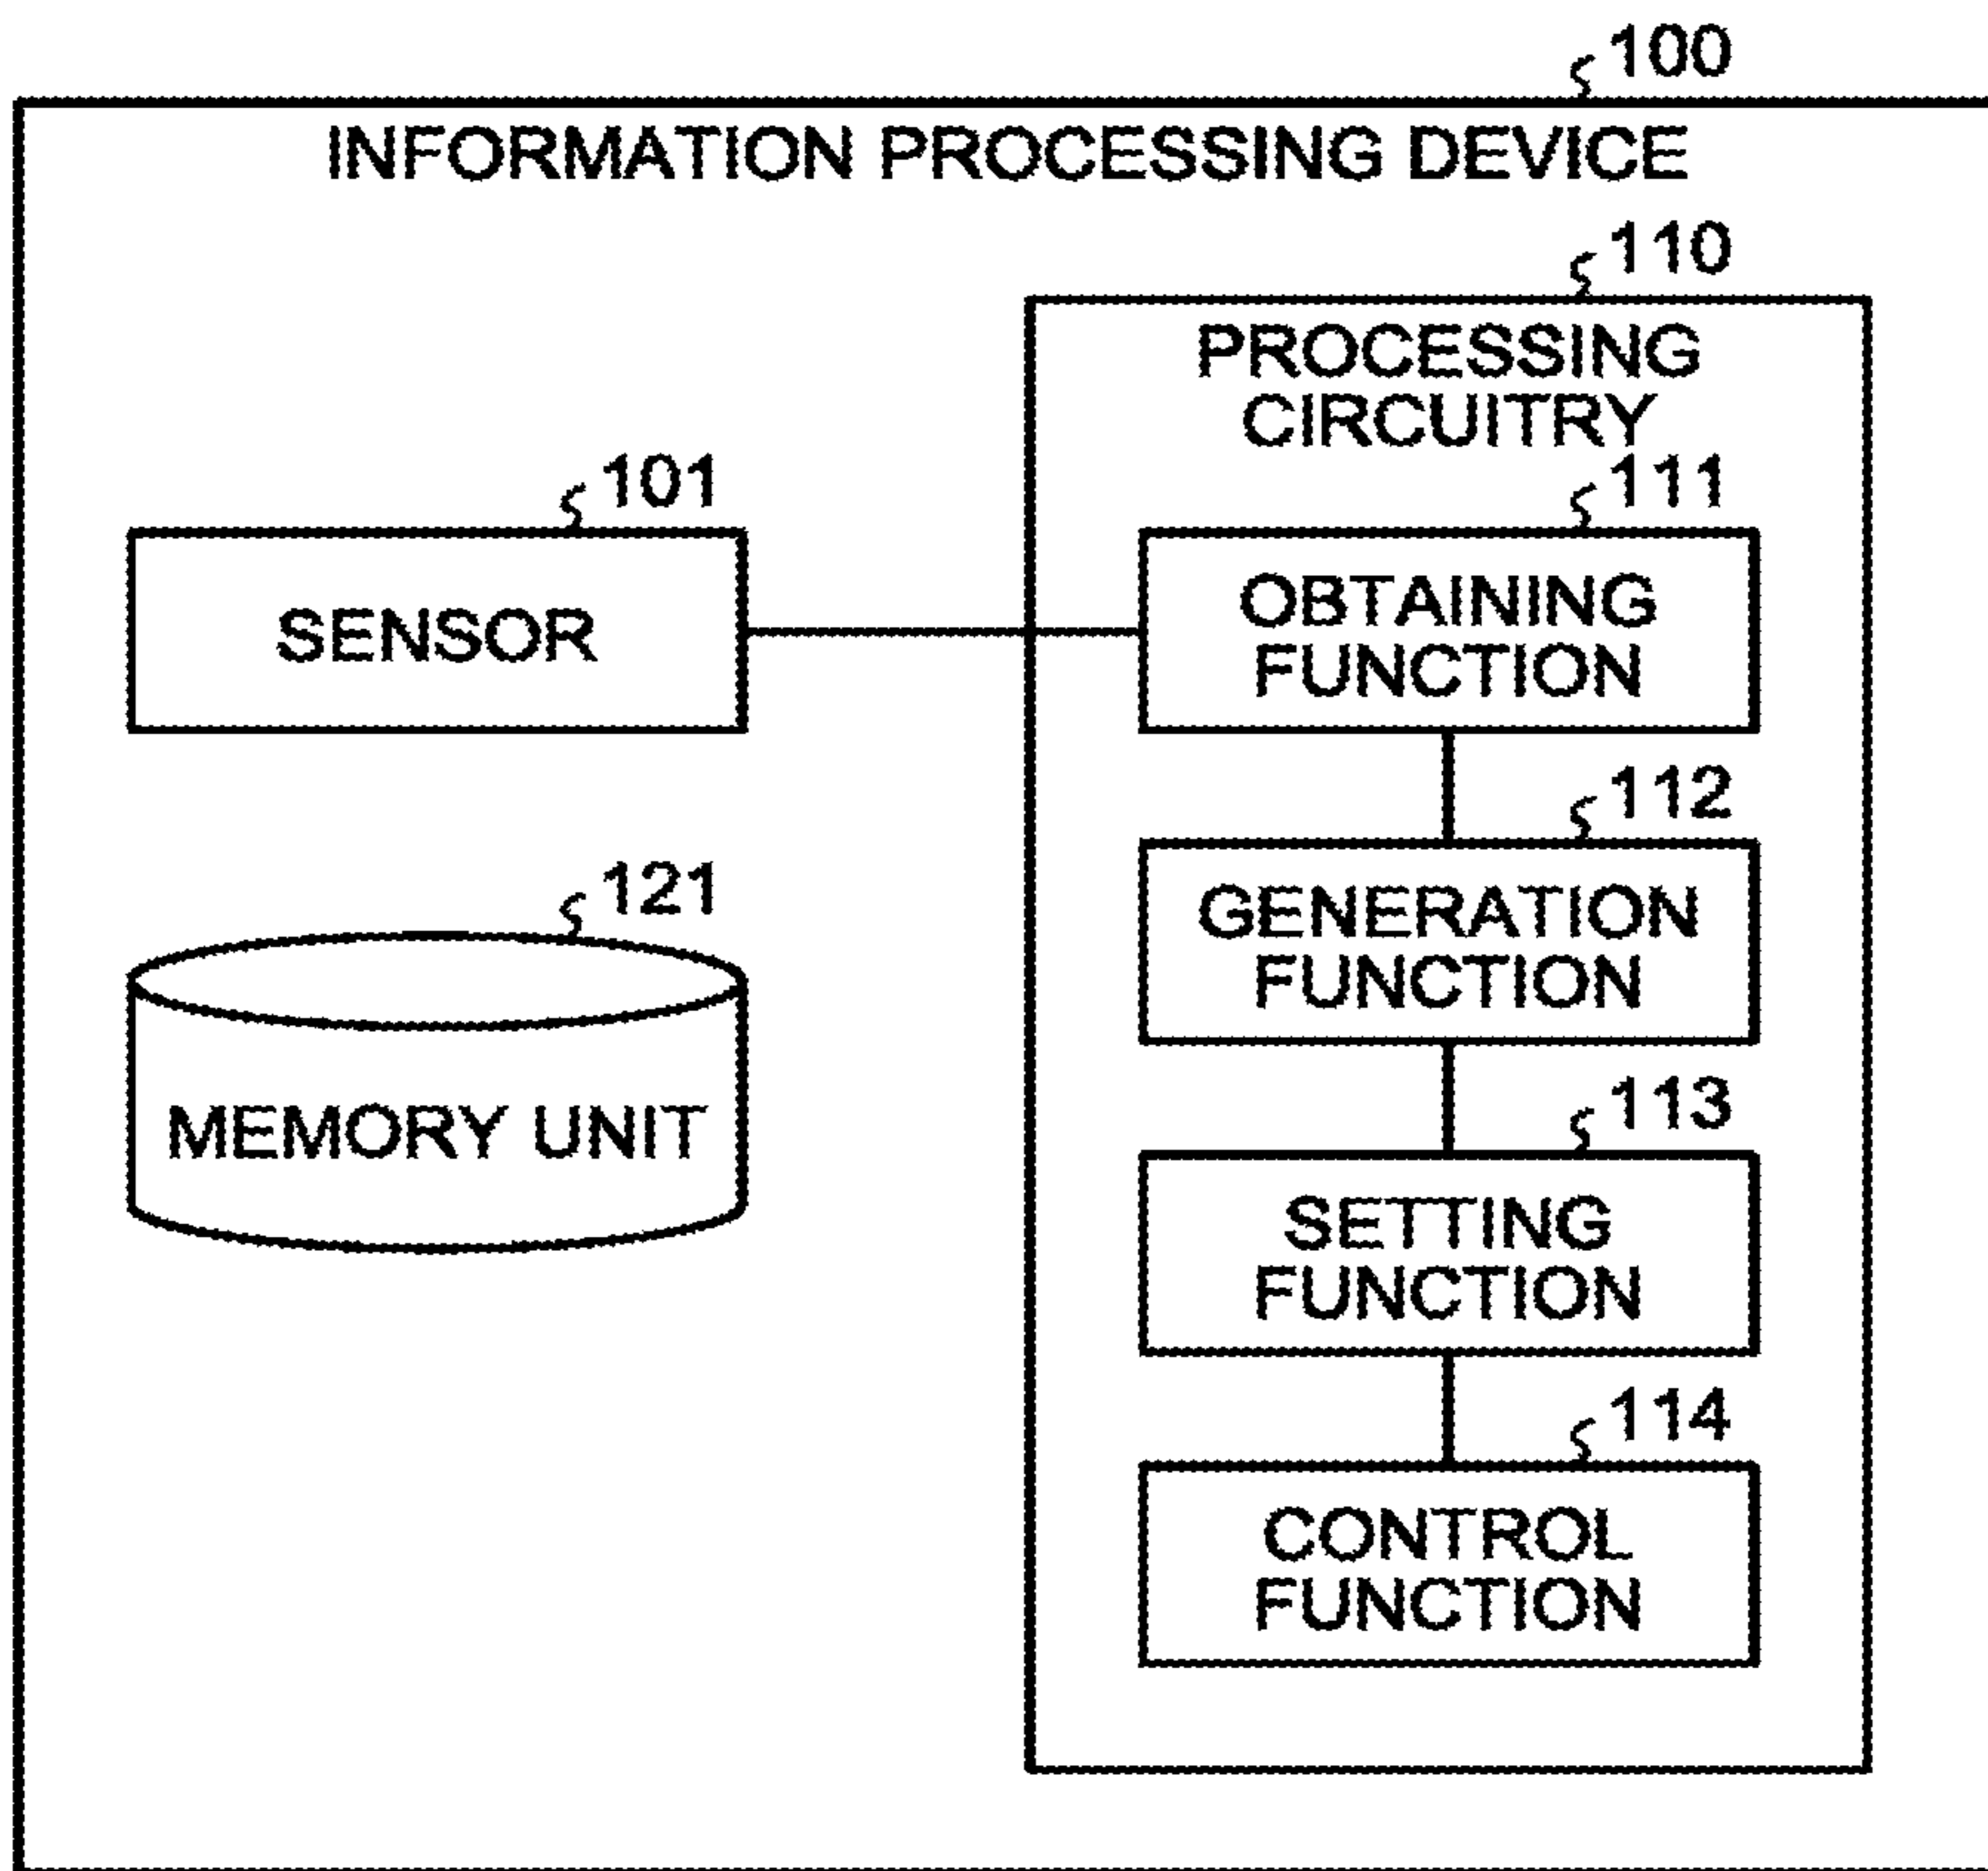 100
INFORMATION PROCESSING DEVICE
110
PROCESSING
CIRCUITRY
101
SENSOR
111
OBTAINING
FUNCTION
112
GENERATION
FUNCTION
121
MEMORY UNIT
113
SETTING
FUNCTION
114
CONTROL
FUNCTION